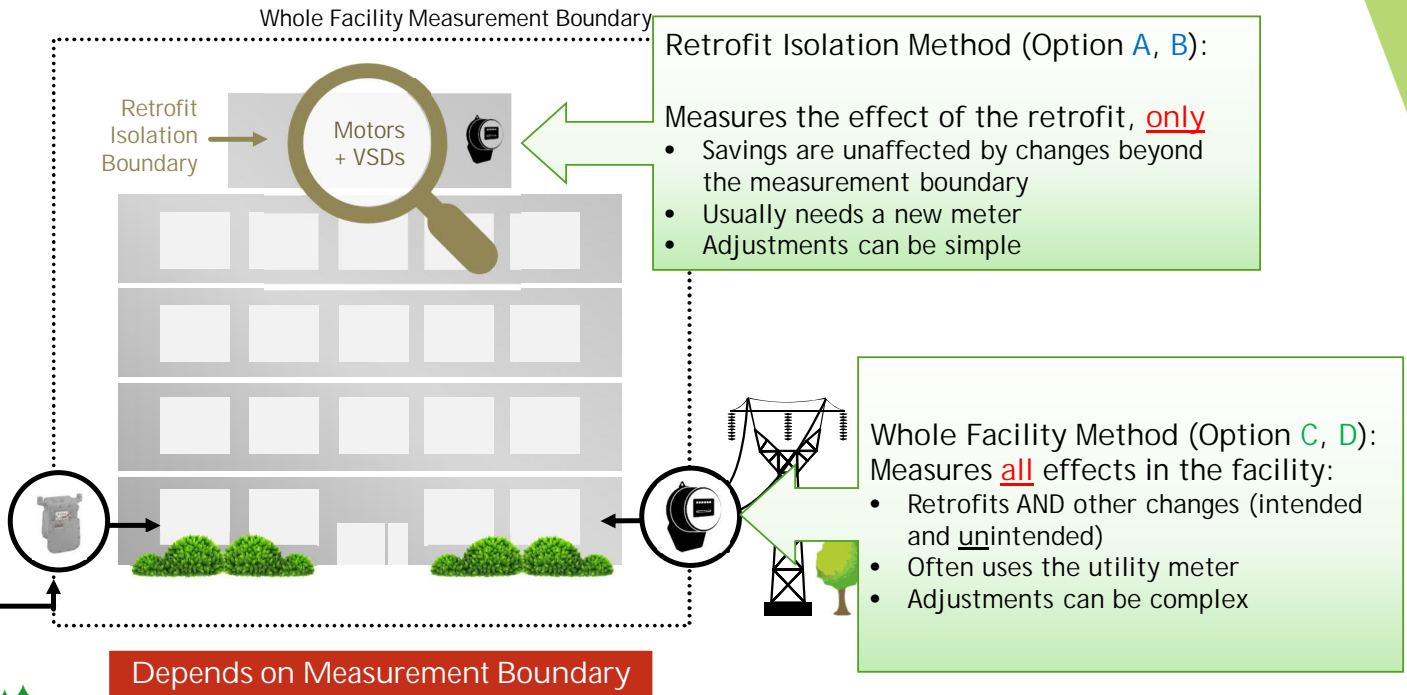 Whole Facility Measurement Boundary
Retrofit
Isolation
Boundary
Motors
+ VSDs
Retrofit Isolation Method (Option A, B):
Measures the effect of the retrofit, only
• Savings are unaffected by changes beyond
the measurement boundary
• Usually needs a new meter
• Adjustments can be simple
Whole Facility Method (Option C, D):
Measures all effects in the facility:
• Retrofits AND other changes (intended
and unintended)
• Often uses the utility meter
• Adjustments can be complex
Depends on Measurement Boundary